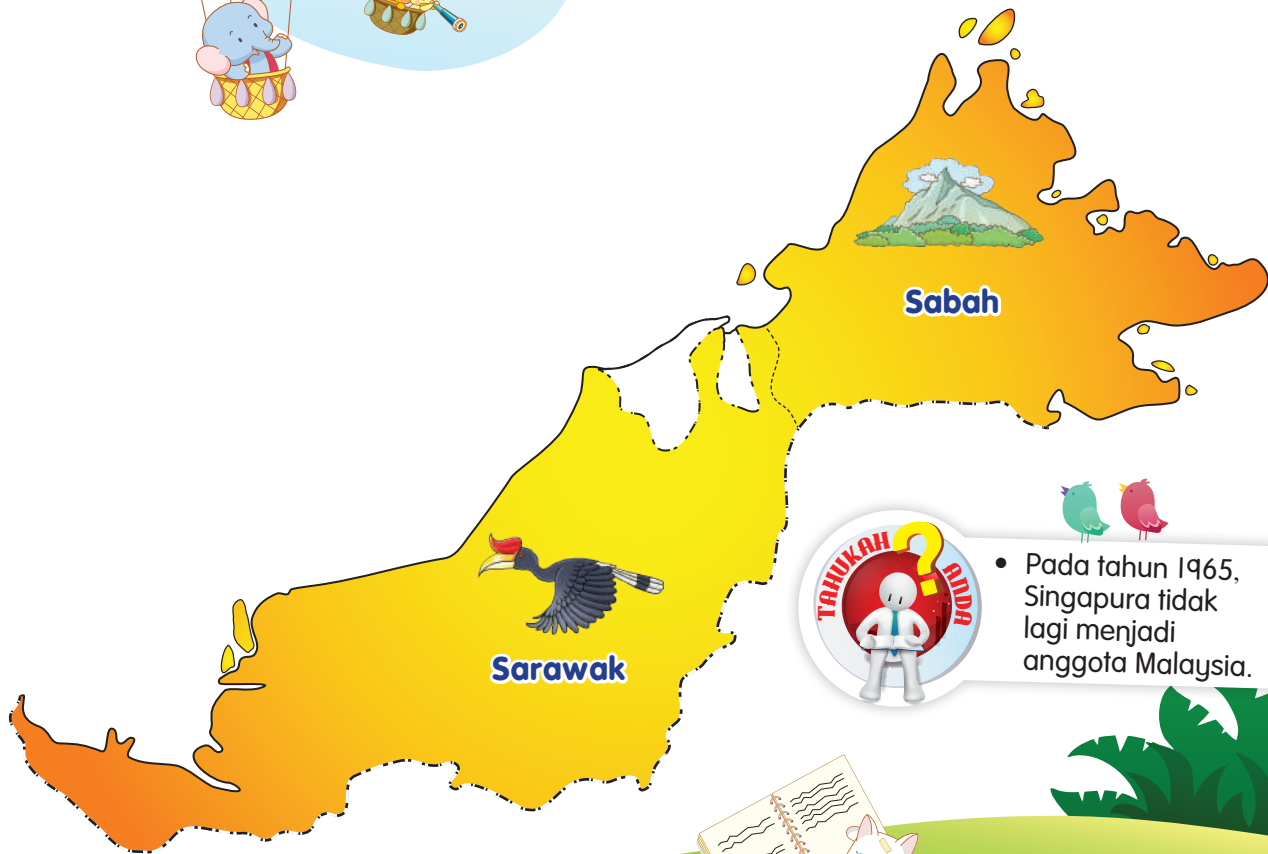 Sabah
Sarawak
TAHUKAH ? ANDA
• Pada tahun 1965,
Singapura tidak
lagi menjadi
anggota Malaysia.